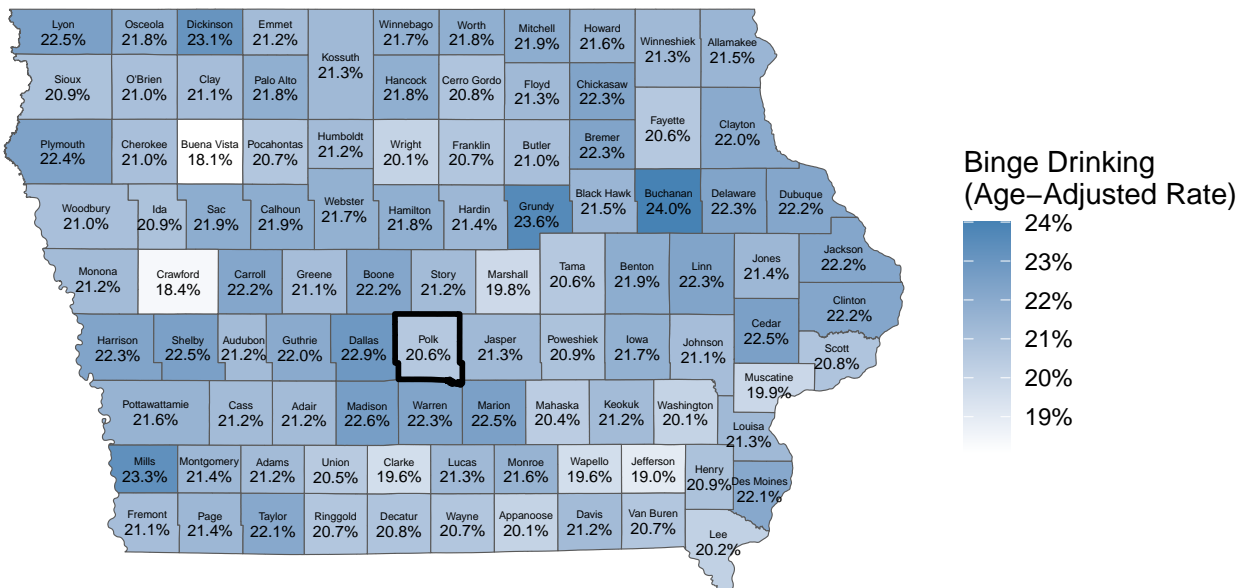 Lyon
22.5%
Osceola
21.8%
Dickinson
23.1%
Emmet
21.2%
Kossuth
21.3%
Winnebago
21.7%
Worth
21.8%
Mitchell
21.9%
Howard
21.6%
Winneshiek
21.3%
Allamakee
21.5%
Sioux
20.9%
O'Brien
21.0%
Clay
21.1%
Palo Alto
21.8%
Hancock
21.8%
Cerro Gordo
20.8%
Floyd
21.3%
Chickasaw
22.3%
Fayette
20.6%
Clayton
22.0%
Plymouth
22.4%
Cherokee
21.0%
Buena Vista
18.1%
Pocahontas
20.7%
Humboldt
21.2%
Wright
20.1%
Franklin
20.7%
Butler
21.0%
Bremer
22.3%
Woodbury
21.0%
Ida
20.9%
Sac
21.9%
Calhoun
21.9%
Webster
21.7%
Hamilton
21.8%
Hardin
21.4%
Grundy
23.6%
Black Hawk
21.5%
Buchanan
24.0%
Delaware
22.3%
Dubuque
22.2%
Monona
21.2%
Crawford
18.4%
Carroll
22.2%
Greene
21.1%
Boone
22.2%
Story
21.2%
Marshall
19.8%
Tama
20.6%
Benton
21.9%
Linn
22.3%
Jones
21.4%
Jackson
22.2%
Clinton
22.2%
Harrison
22.3%
Shelby
22.5%
Audubon
21.2%
Guthrie
22.0%
Dallas
22.9%
Polk
20.6%
Jasper
21.3%
Poweshiek
20.9%
Iowa
21.7%
Johnson
21.1%
Cedar
22.5%
Scott
20.8%
Muscatine
19.9%
Pottawattamie
21.6%
Cass
21.2%
Adair
21.2%
Madison
22.6%
Warren
22.3%
Marion
22.5%
Mahaska
20.4%
Keokuk
21.2%
Washington
20.1%
Louisa
21.3%
Mills
23.3%
Montgomery
21.4%
Adams
21.2%
Union
20.5%
Clarke
19.6%
Lucas
21.3%
Monroe
21.6%
Wapello
19.6%
Jefferson
19.0%
Henry
20.9%
Des Moines
22.1%
Fremont
21.1%
Page
21.4%
Taylor
22.1%
Ringgold
20.7%
Decatur
20.8%
Wayne
20.7%
Appanoose
20.1%
Davis
21.2%
Van Buren
20.7%
Lee
20.2%
Binge Drinking
(Age−Adjusted Rate)
24%
23%
22%
21%
20%
19%